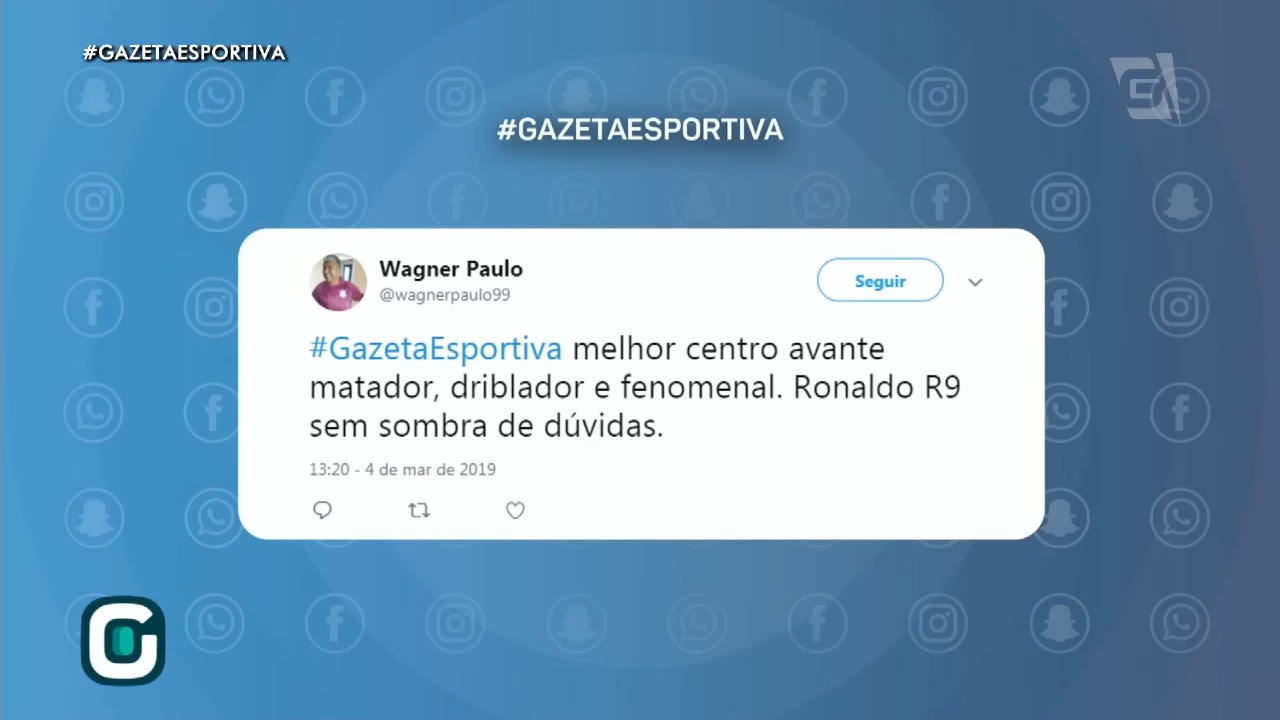 #GAZETAESPORTIVA
#GAZETAESPORTIVA
Wagner Paulo
@wagnerpaulo99
Seguir
#GazetaEsportiva melhor centro avante
matador, driblador e fenomenal. Ronaldo R9
sem sombra de dúvidas.
13:20 - 4 de mar de 2019